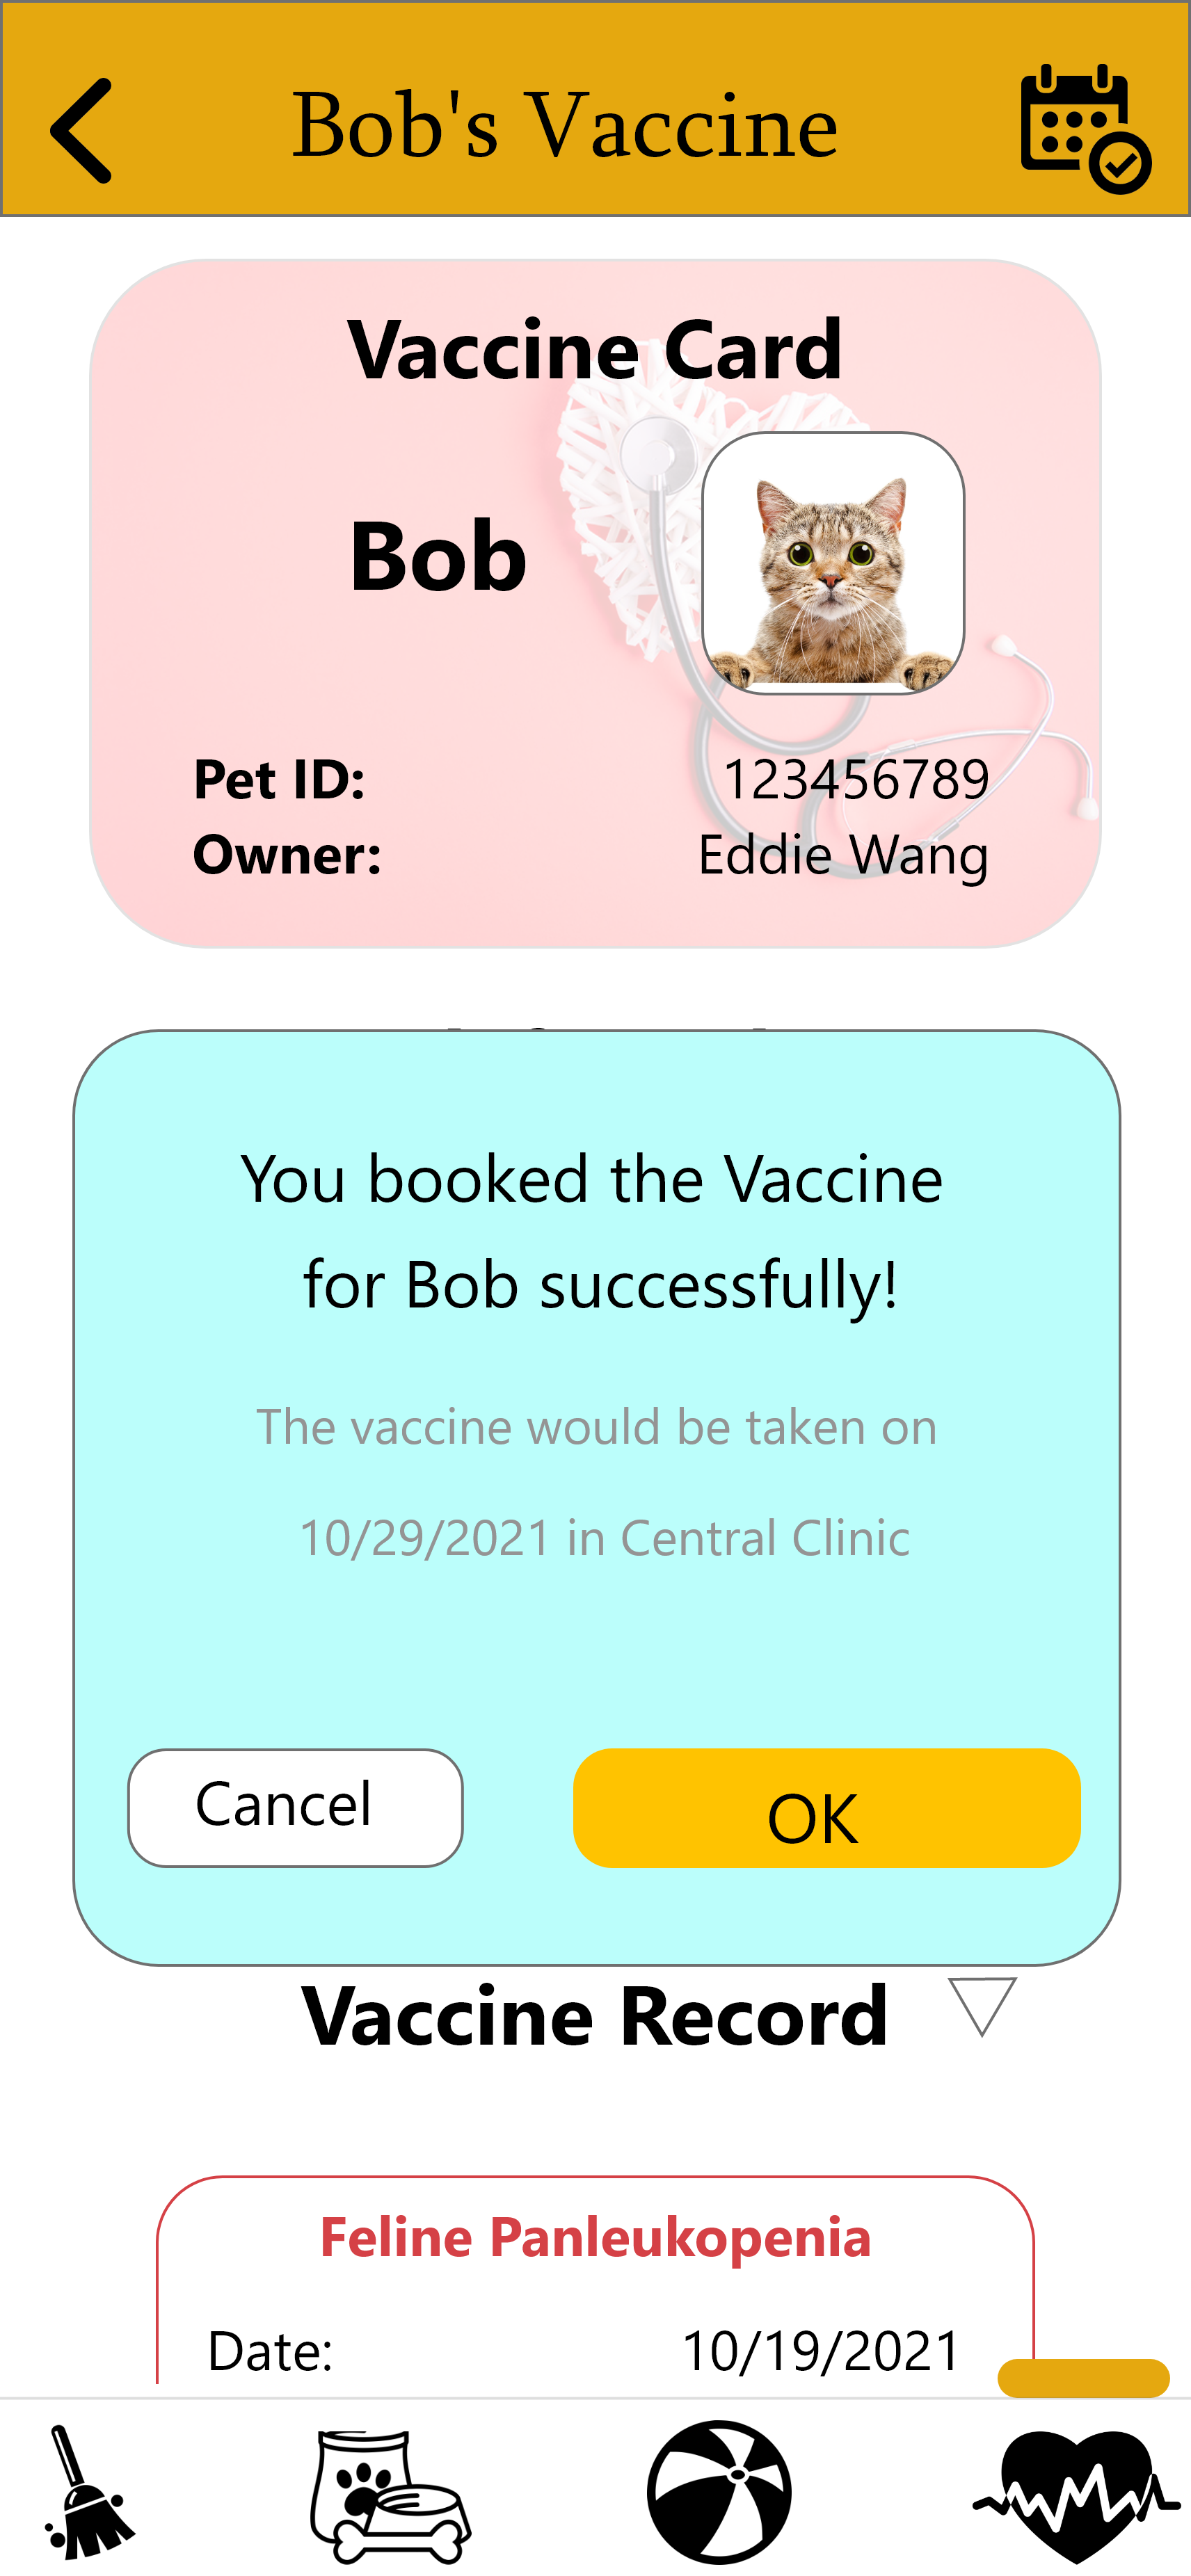 Bob's Vaccine
Vaccine Card
Bob
Pet ID: 123456789
Owner: Eddie Wang
You booked the Vaccine
for Bob successfully!
The vaccine would be taken on
10/29/2021 in Central Clinic
Cancel OK
Vaccine Record
Feline Panleukopenia
Date: 10/19/2021